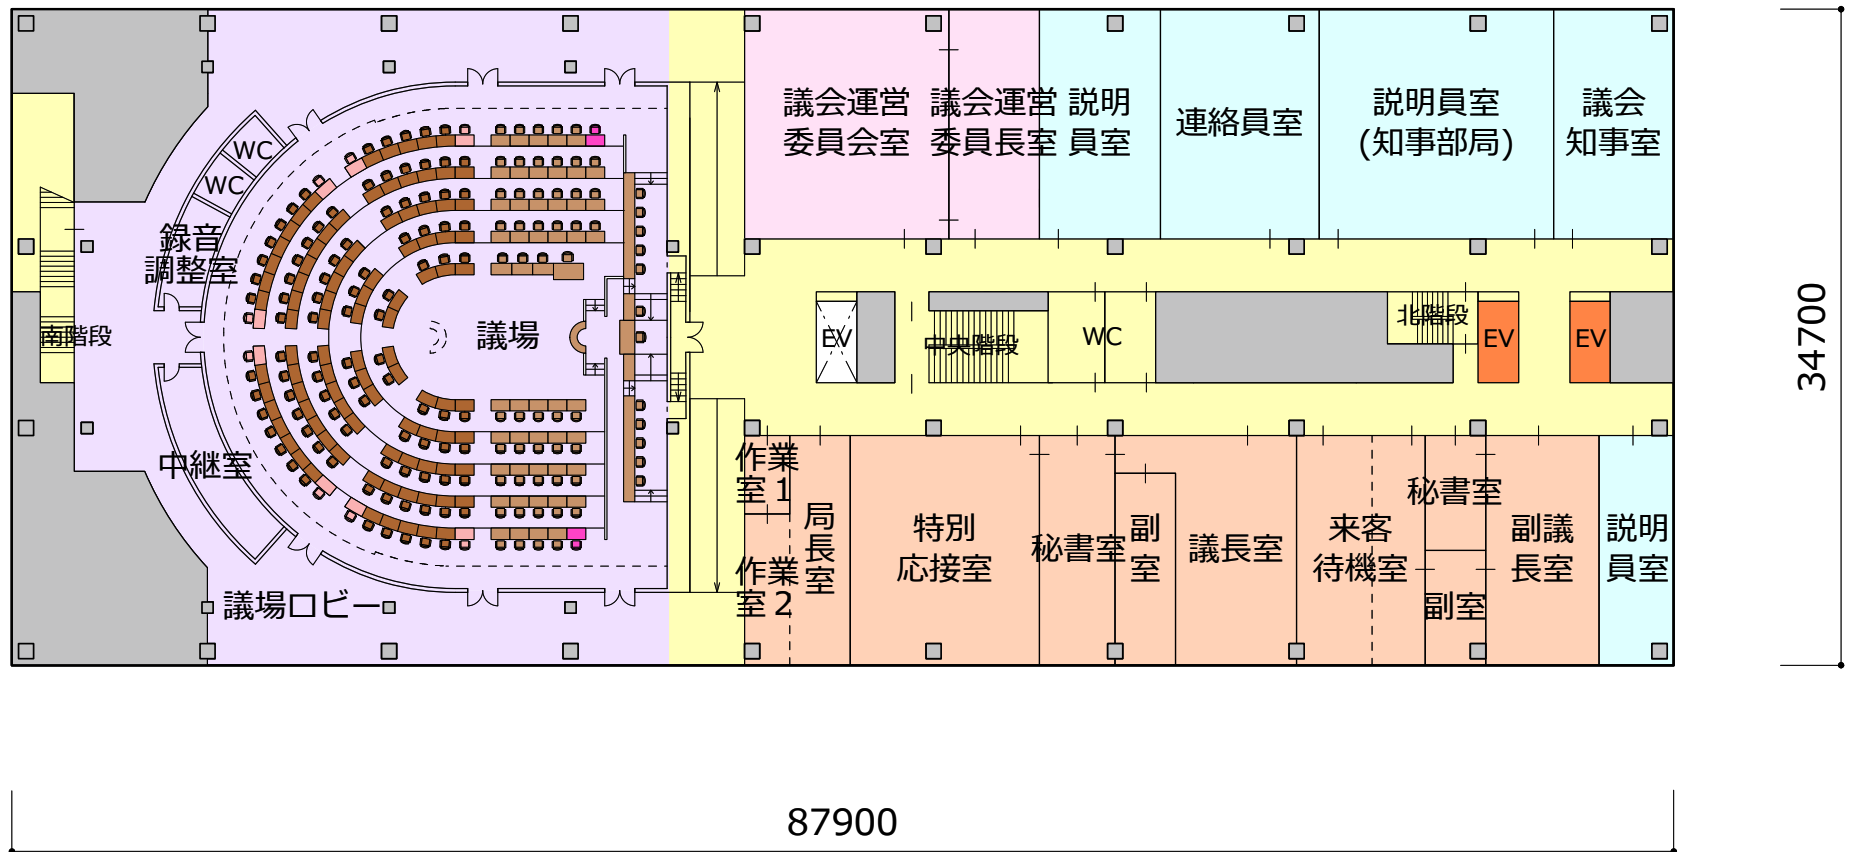 議会運営
委員会室
議会運営
委員長室
説明
員室
連絡員室
説明員室
(知事部局)
議会
知事室
WC
WC
録音
調整室
南階段
議場
EV
中央階段
WC
北階段
EV
EV
中継室
議場ロビー
作業
室1
作業
室2
局
長
室
特別
応接室
秘書室
副
室
議長室
来客
待機室
秘書室
副室
副議
長室
説明
員室
34700
87900